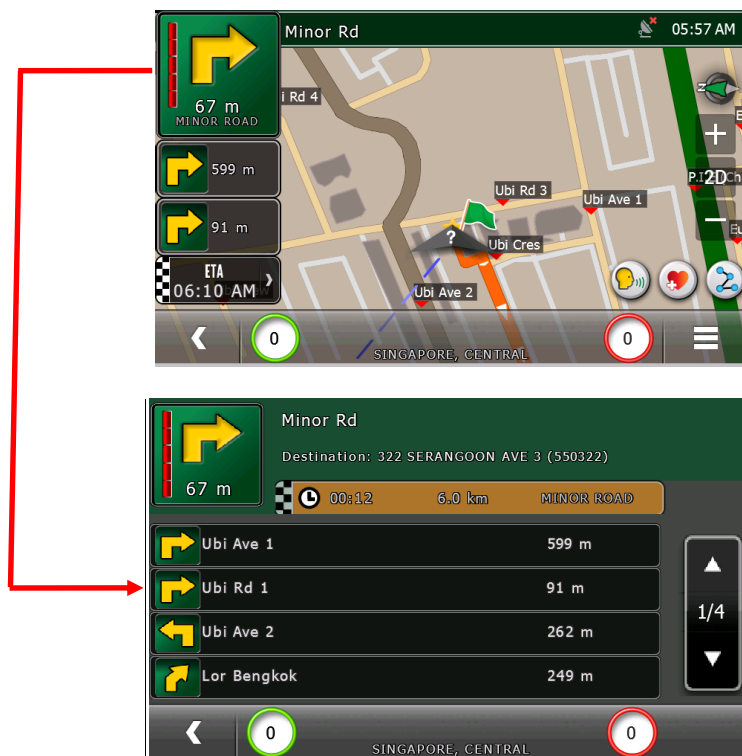 Minor Rd
05:57 AM
67 m
MINOR ROAD
i Rd 4
N
599 m
91 m
ETA
06:10 AM
Ubi Rd 3
Ubi Ave 1
?
Ubi Cres
Ubi Ave 2
+
2D
−
0
SINGAPORE, CENTRAL
0
Minor Rd
Destination: 322 SERANGOON AVE 3 (550322)
67 m
00:12 6.0 km MINOR ROAD
Ubi Ave 1 599 m
Ubi Rd 1 91 m
Ubi Ave 2 262 m
Lor Bengkok 249 m
1/4
0
SINGAPORE, CENTRAL
0